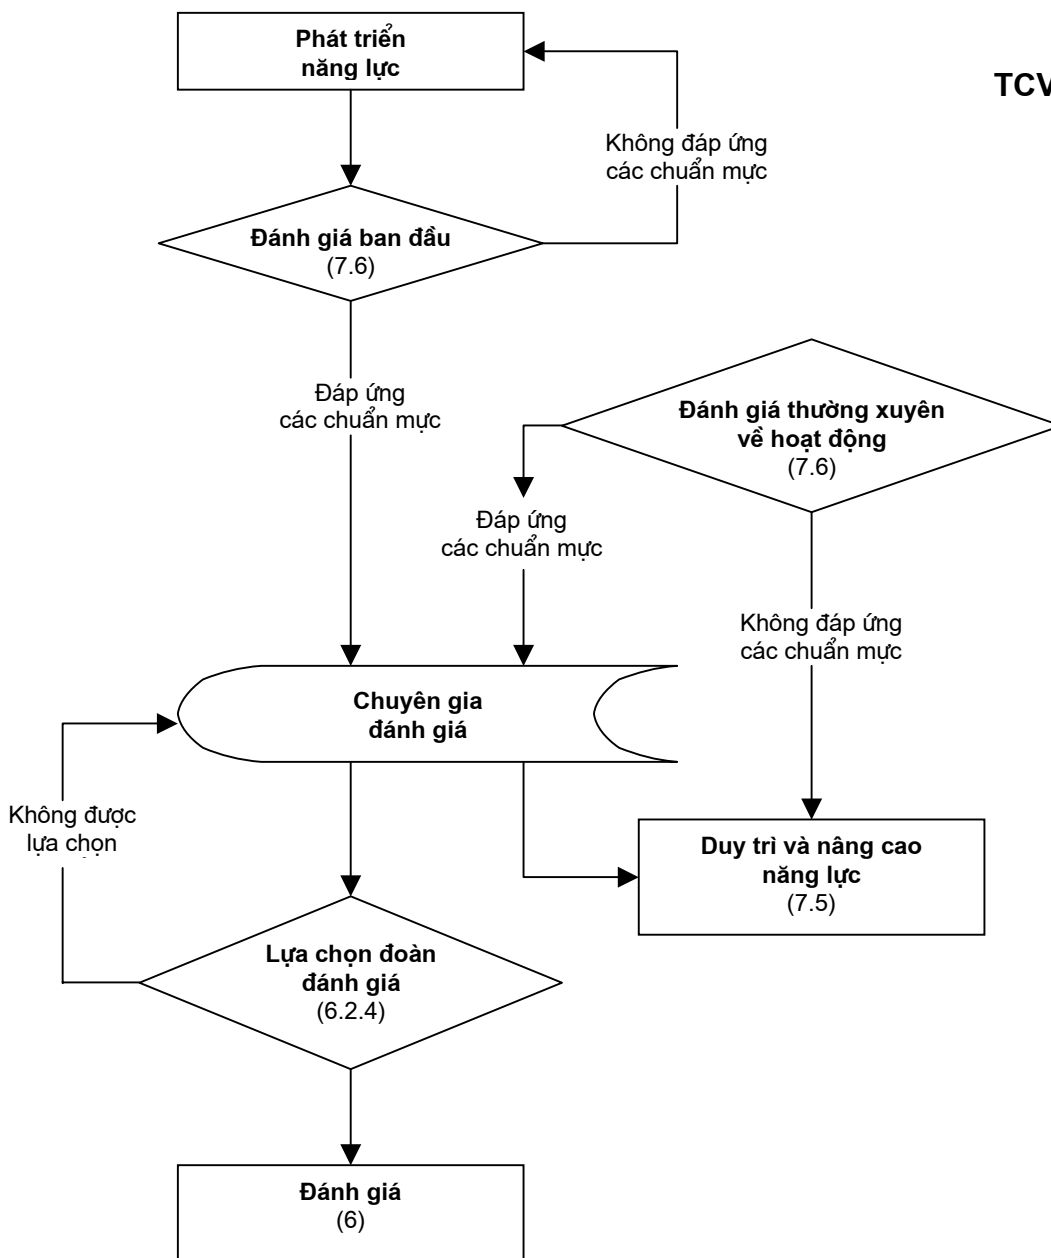 Phát triển
năng lực
TCV
Không đáp ứng
các chuẩn mực
Đánh giá ban đầu
(7.6)
Đáp ứng
các chuẩn mực
Đánh giá thường xuyên
về hoạt động
(7.6)
Đáp ứng
các chuẩn mực
Không đáp ứng
các chuẩn mực
Chuyên gia
đánh giá
Không được
lựa chọn
Duy trì và nâng cao
năng lực
(7.5)
Lựa chọn đoàn
đánh giá
(6.2.4)
Đánh giá
(6)